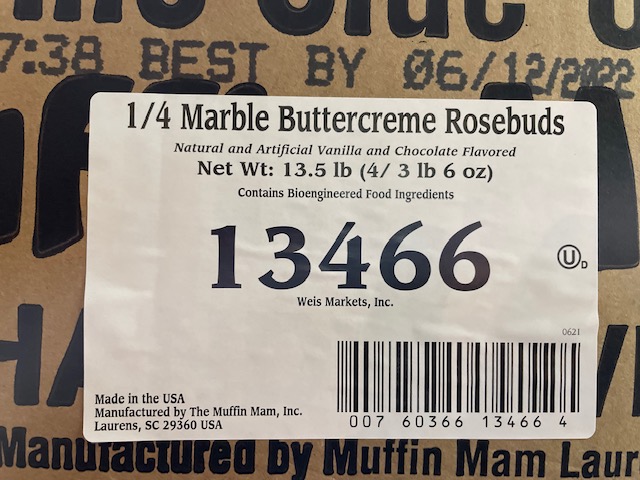 7:38 BEST BY 06/12/2022
1/4 Marble Buttercreme Rosebuds
Natural and Artificial Vanilla and Chocolate Flavored
Net Wt: 13.5 lb (4/ 3 lb 6 oz)
Contains Bioengineered Food Ingredients
13466
U D
Weis Markets, Inc.
0621
Made in the USA
Manufactured by The Muffin Mam, Inc.
Laurens, SC 29360 USA
007 60366 13466 4
Manufactured by Muffin Mam Laur